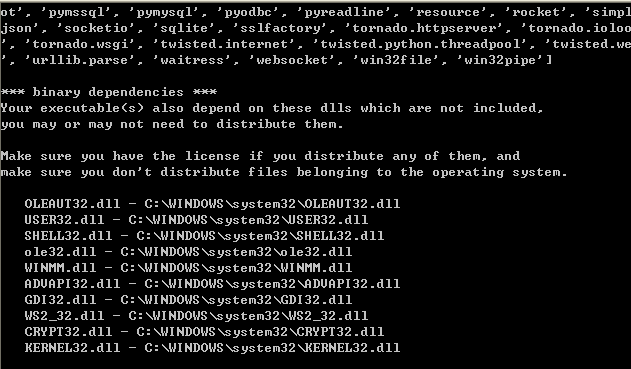 ot', 'pymssql', 'pymysql', 'pyodbc', 'pyreadline', 'resource', 'rocket', 'simpl
json', 'socketio', 'sqlite', 'sslfactory', 'tornado.httpserver', 'tornado.ioloo
', 'tornado.wsgi', 'twisted.internet', 'twisted.python.threadpool', 'twisted.we
', 'urllib.parse', 'waitress', 'websocket', 'win32file', 'win32pipe']
*** binary dependencies ***
Your executable(s) also depend on these dlls which are not included,
you may or may not need to distribute them.
Make sure you have the license if you distribute any of them, and
make sure you don't distribute files belonging to the operating system.
OLEAUT32.dll - C:\WINDOWS\system32\OLEAUT32.dll
USER32.dll - C:\WINDOWS\system32\USER32.dll
SHELL32.dll - C:\WINDOWS\system32\SHELL32.dll
ole32.dll - C:\WINDOWS\system32\ole32.dll
WINMM.dll - C:\WINDOWS\system32\WINMM.dll
ADVAPI32.dll - C:\WINDOWS\system32\ADVAPI32.dll
GDI32.dll - C:\WINDOWS\system32\GDI32.dll
WS2_32.dll - C:\WINDOWS\system32\WS2_32.dll
CRYPT32.dll - C:\WINDOWS\system32\CRYPT32.dll
KERNEL32.dll - C:\WINDOWS\system32\KERNEL32.dll